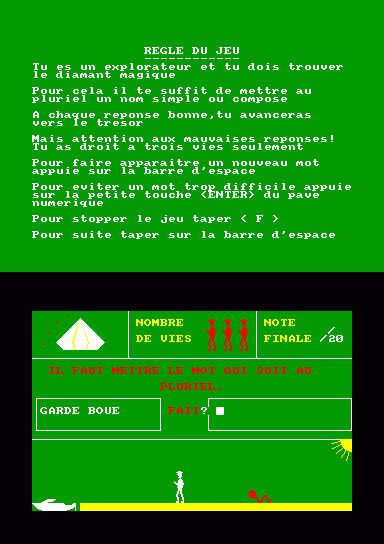 REGLE DU JEU
Tu es un explorateur et tu dois trouver
le diamant magique
Pour cela il te suffit de mettre au
pluriel un nom simple ou compose
A chaque reponse bonne,tu avanceras
vers le tresor
Mais attention aux mauvaises reponses!
Tu as droit a trois vies seulement
Pour faire apparaitre un nouveau mot
appuie sur la barre d'espace
Pour eviter un mot trop difficile appuie
sur la petite touche <ENTER> du pave
numerique
Pour stopper le jeu taper < F >
Pour suite taper sur la barre d'espace
NOMBRE
DE VIES
NOTE
FINALE /20
IL FAUT METTRE LE MOT QUI SUIT AU
PLURIEL.
GARDE BOUE
FAIT?